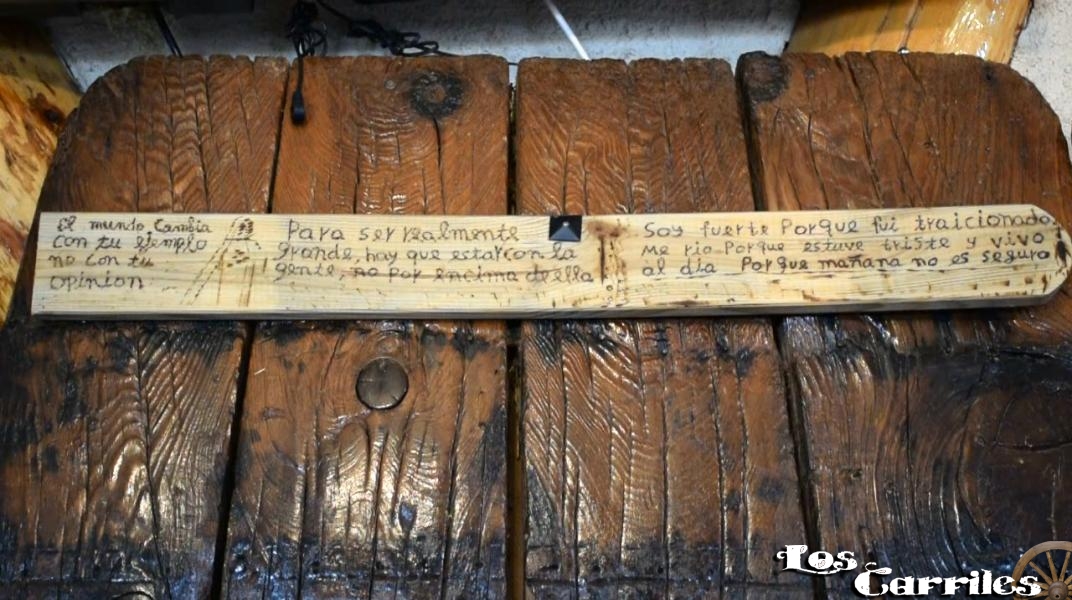 El mundo Cambia
con tu ejemplo
no con tu
opinion
Para ser realmente
grande, hay que estar con la
gente, no por encima de ella
Soy fuerte Porque fui traicionado
Me rio Porque estuve triste y vivo
al dia Porque mañana no es seguro
Los
Carriles